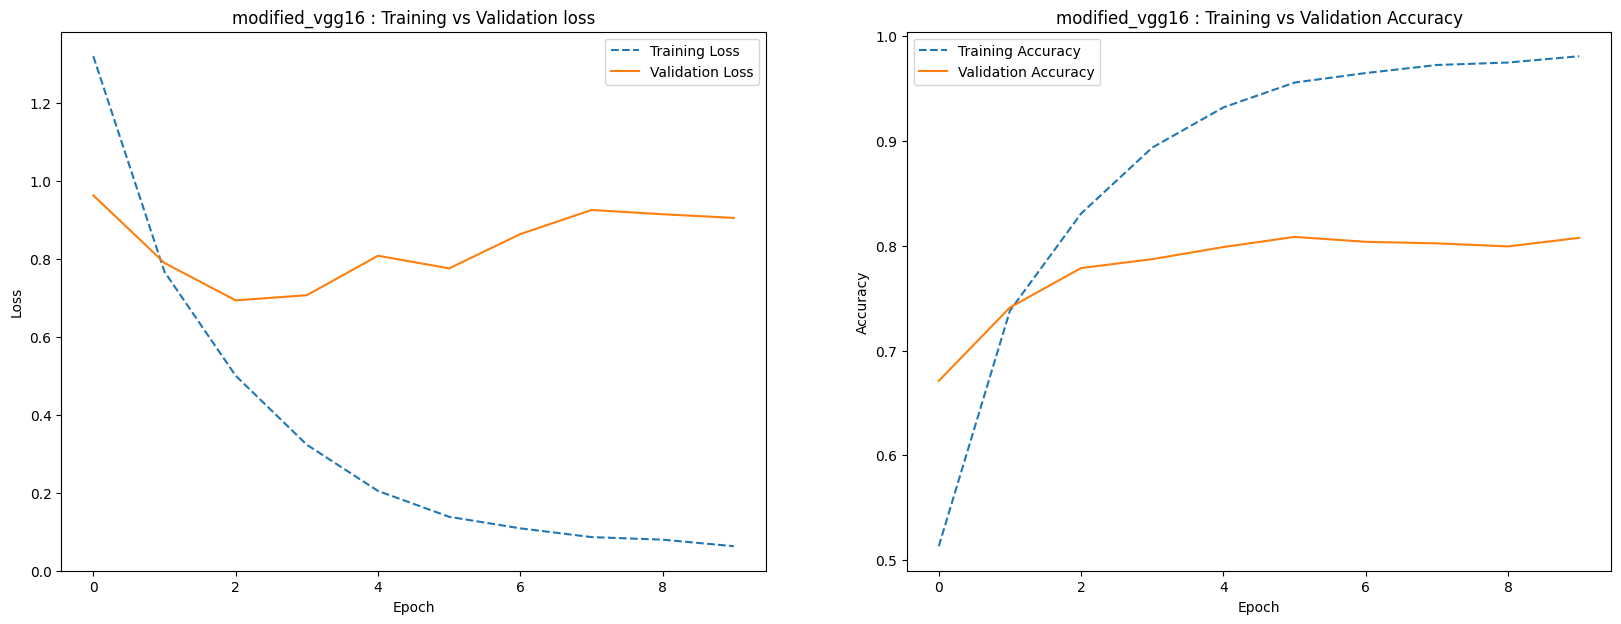 modified_vgg16 : Training vs Validation loss
Training Loss
Validation Loss
1.2
1.0
0.8
0.6
0.4
0.2
0.0
Loss
0 2 4 6 8
Epoch
modified_vgg16 : Training vs Validation Accuracy
Training Accuracy
Validation Accuracy
1.0
0.9
0.8
0.7
0.6
0.5
Accuracy
0 2 4 6 8
Epoch